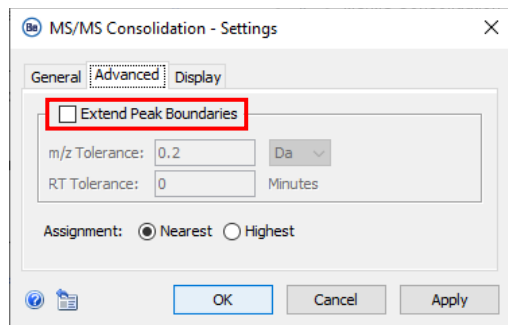 Be MS/MS Consolidation - Settings
General Advanced Display
Extend Peak Boundaries
m/z Tolerance: 0.2 Da
RT Tolerance: 0 Minutes
Assignment: Nearest Highest
? OK Cancel Apply